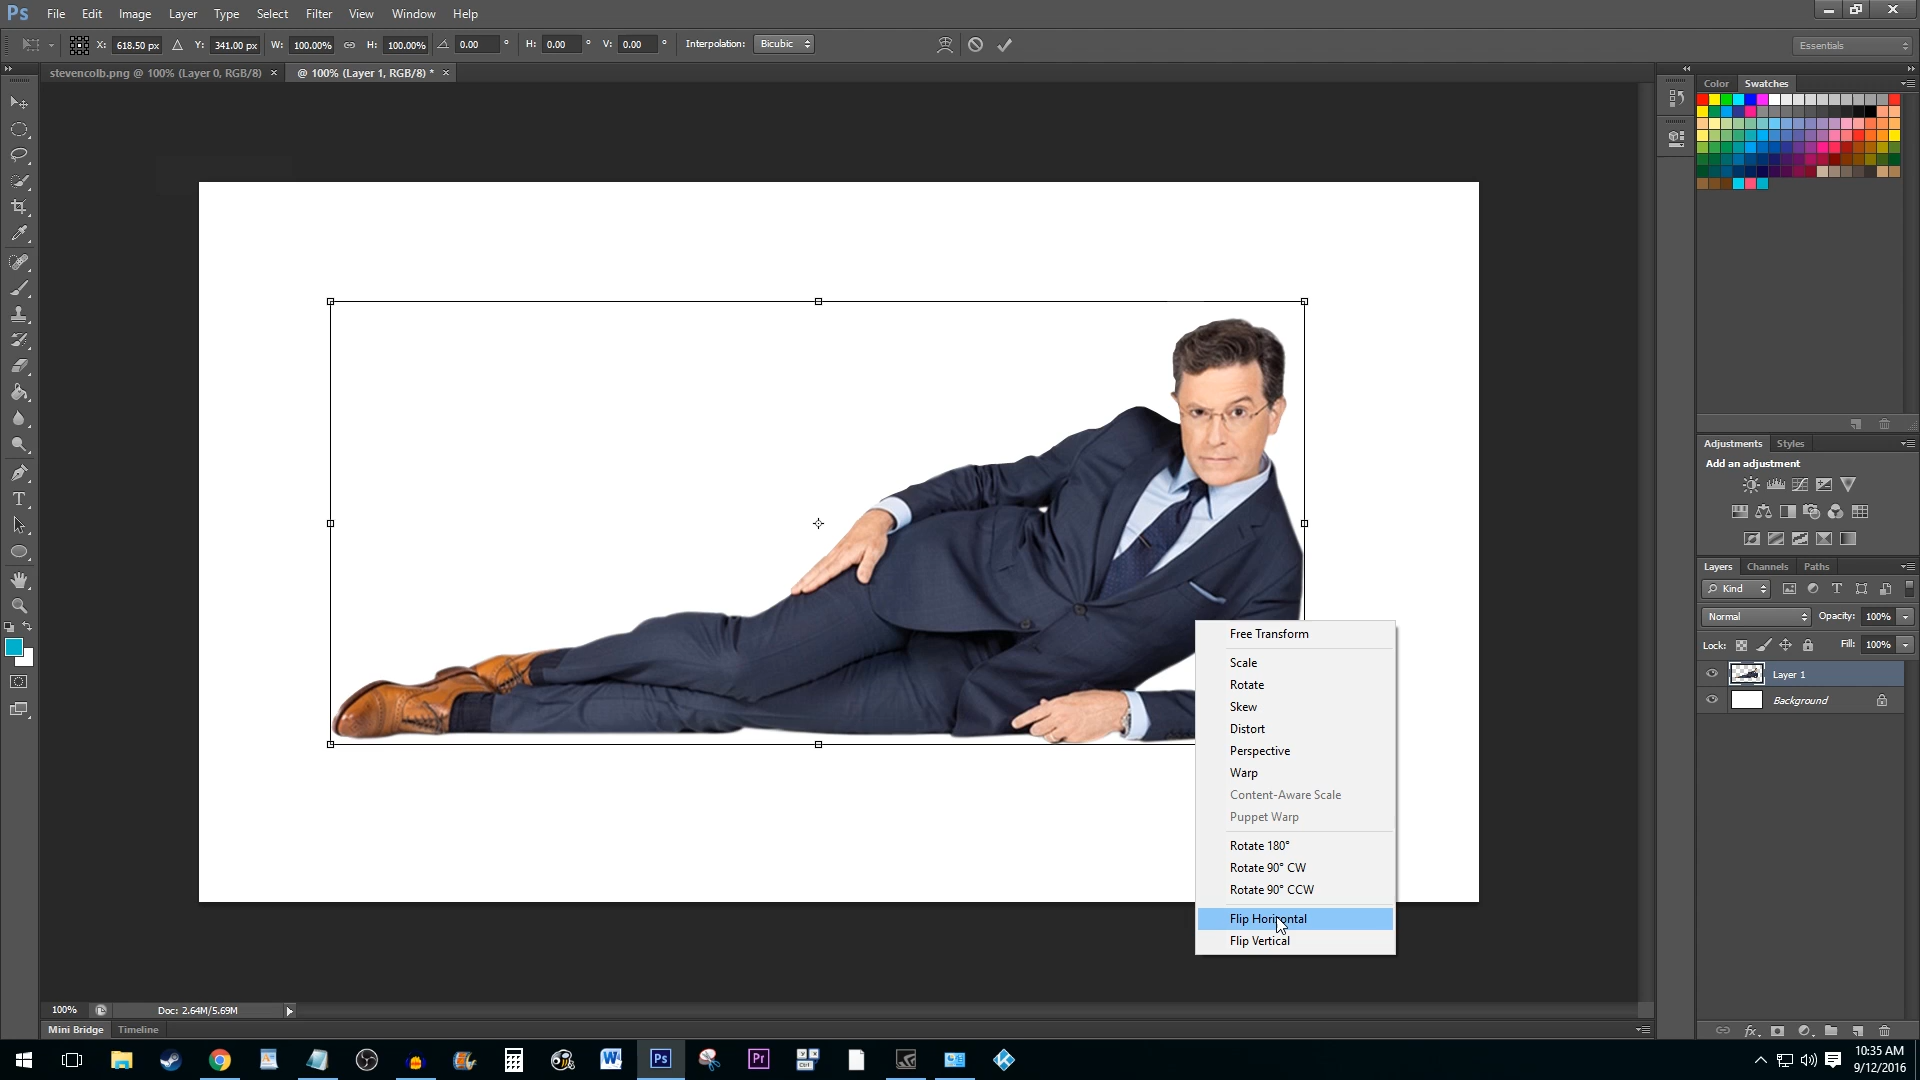 Ps File Edit Image Layer Type Select Filter View Window Help
X: 618.50 px Y: 341.00 px W: 100.00% H: 100.00% 0.00 ° H: 0.00 ° V: 0.00 ° Interpolation: Bicubic Essentials
stevencolb.png @ 100% (Layer 0, RGB/8) × @ 100% (Layer 1, RGB/8) * ×
Color Swatches
Adjustments Styles
Add an adjustment
Layers Channels Paths
Kind
Normal Opacity: 100%
Lock: Fill: 100%
Layer 1
Background
Free Transform
Scale
Rotate
Skew
Distort
Perspective
Warp
Content-Aware Scale
Puppet Warp
Rotate 180°
Rotate 90° CW
Rotate 90° CCW
Flip Horizontal
Flip Vertical
100% Doc: 2.64M/5.69M
Mini Bridge Timeline
Ps Pr Ctrl
10:35 AM
9/12/2016